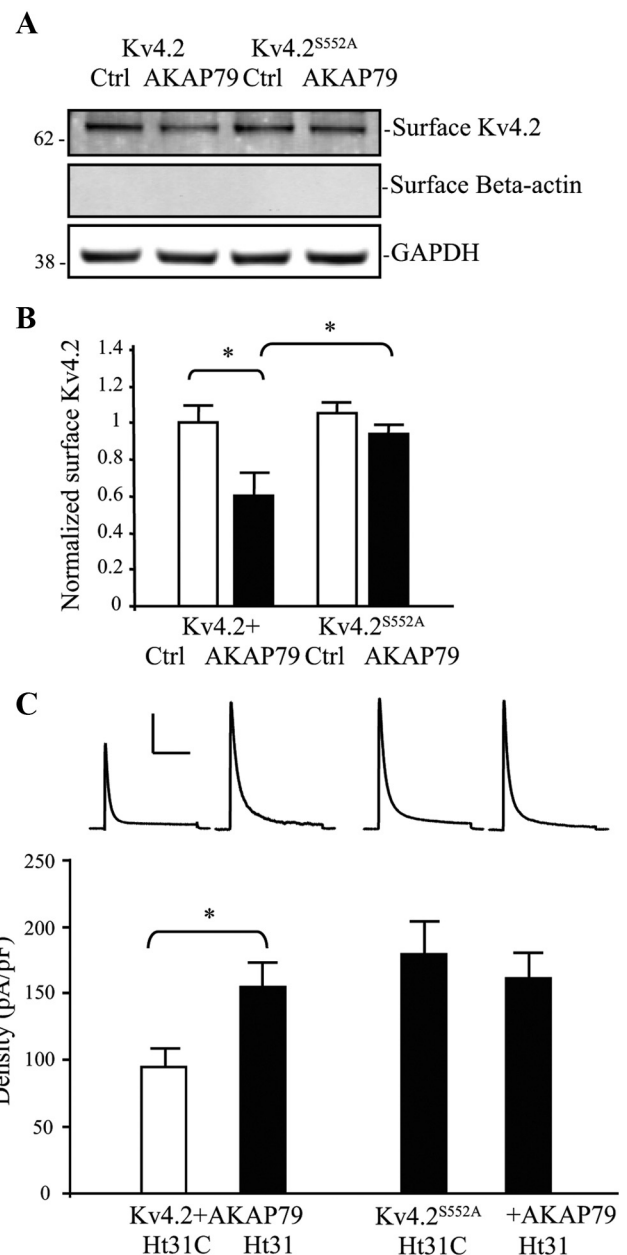 A
Kv4.2 Kv4.2S552A
Ctrl AKAP79 Ctrl AKAP79
62 - -Surface Kv4.2
-Surface Beta-actin
38 - -GAPDH
B
Normalized surface Kv4.2
1.4
1.2
1
0.8
0.6
0.4
0.2
0
*
*
Kv4.2+ Kv4.2S552A
Ctrl AKAP79 Ctrl AKAP79
C
Density (pA/pF)
250
200
150
100
50
0
*
Kv4.2+AKAP79 Kv4.2S552A +AKAP79
Ht31C Ht31 Ht31C Ht31